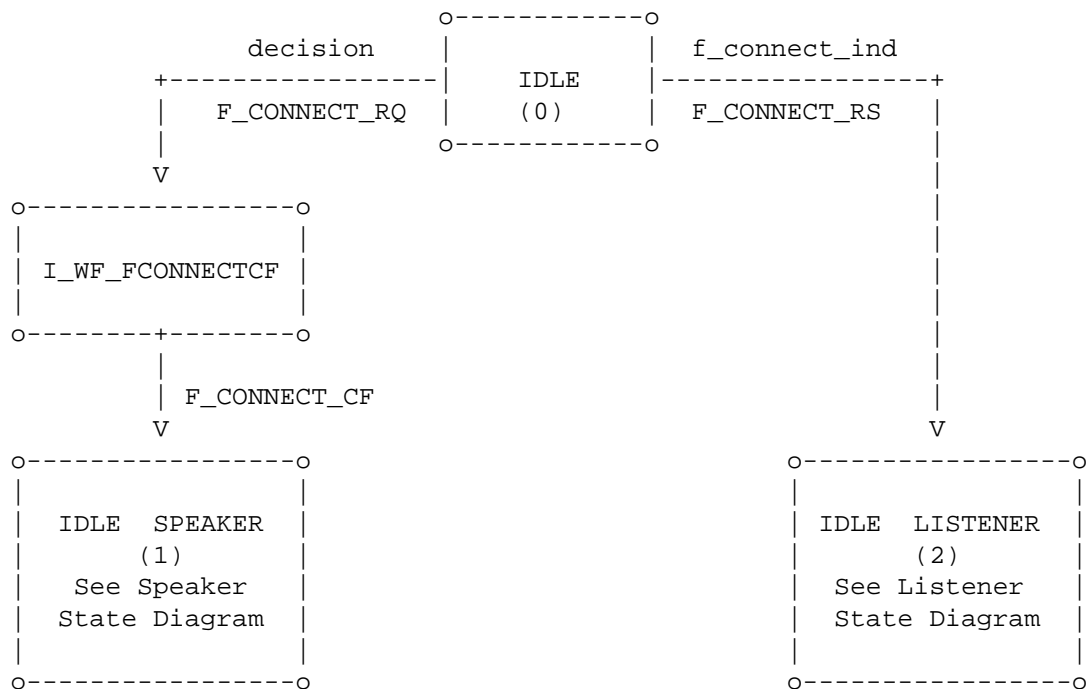 decision f_connect_ind
IDLE
F_CONNECT_RQ (0) F_CONNECT_RS
V
I_WF_FCONNECTCF
F_CONNECT_CF
V V
IDLE SPEAKER IDLE LISTENER
(1) (2)
See Speaker See Listener
State Diagram State Diagram